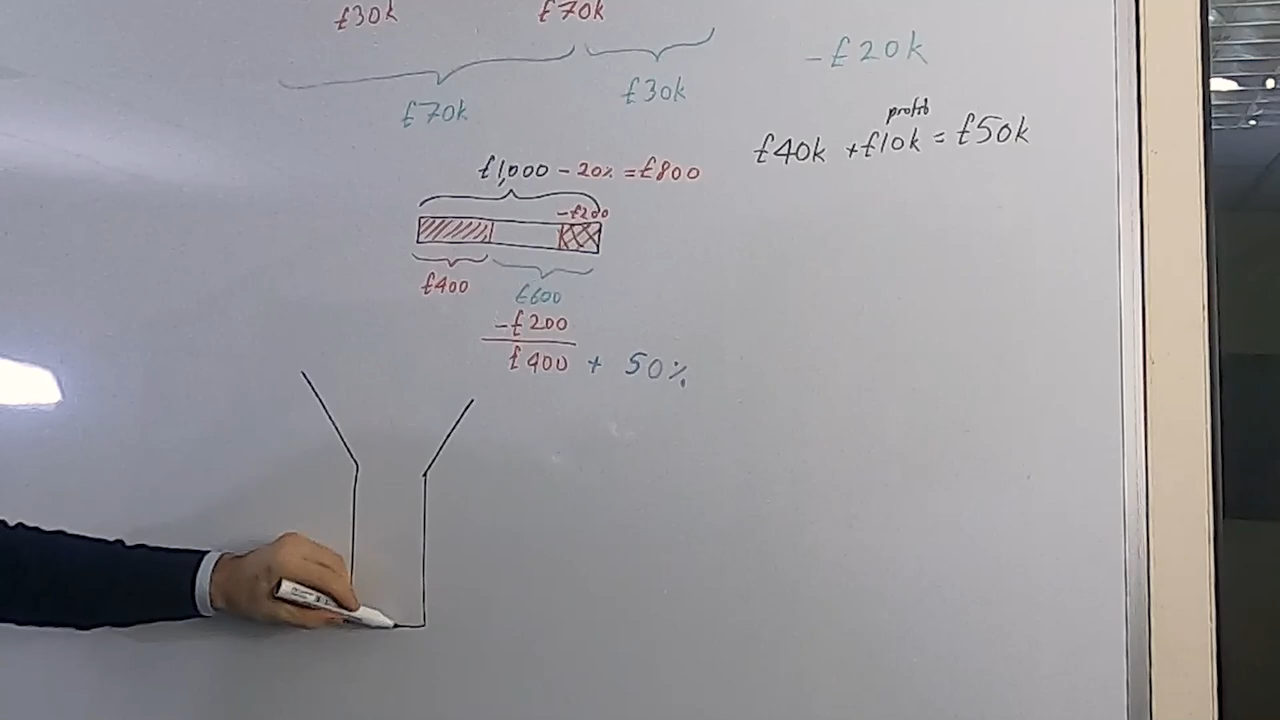 £30k £70k
£70k £30k
-£20k
profit
£40k + £10k = £50k
£1,000 - 20% = £800
-£200
£400 £600
-£200
£400 + 50%